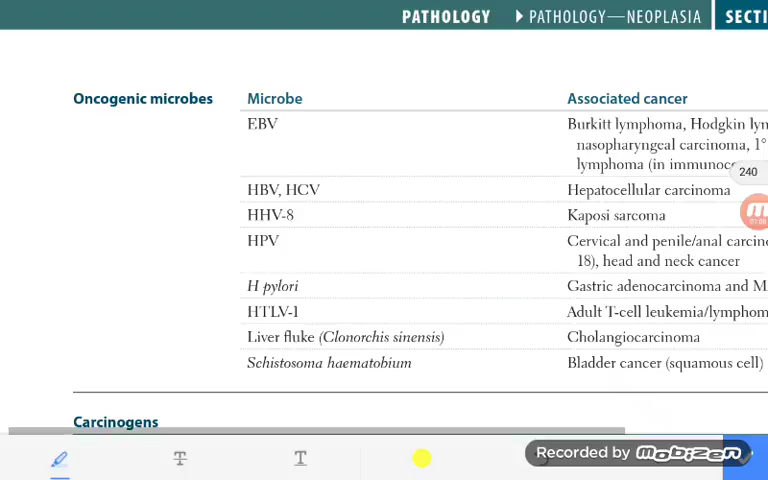 PATHOLOGY ▶ PATHOLOGY—NEOPLASIA
Oncogenic microbes Microbe Associated cancer
EBV Burkitt lymphoma, Hodgkin
nasopharyngeal carcinoma, 1°
lymphoma (in
240
HBV, HCV Hepatocellular carcinoma
HHV-8 Kaposi sarcoma
01:08
HPV Cervical and penile/anal
18), head and neck cancer
H pylori Gastric adenocarcinoma and
HTLV-1 Adult T-cell
Liver fluke (Clonorchis sinensis) Cholangiocarcinoma
Schistosoma haematobium Bladder cancer (squamous cell)
Carcinogens
T T
Recorded by mobizen